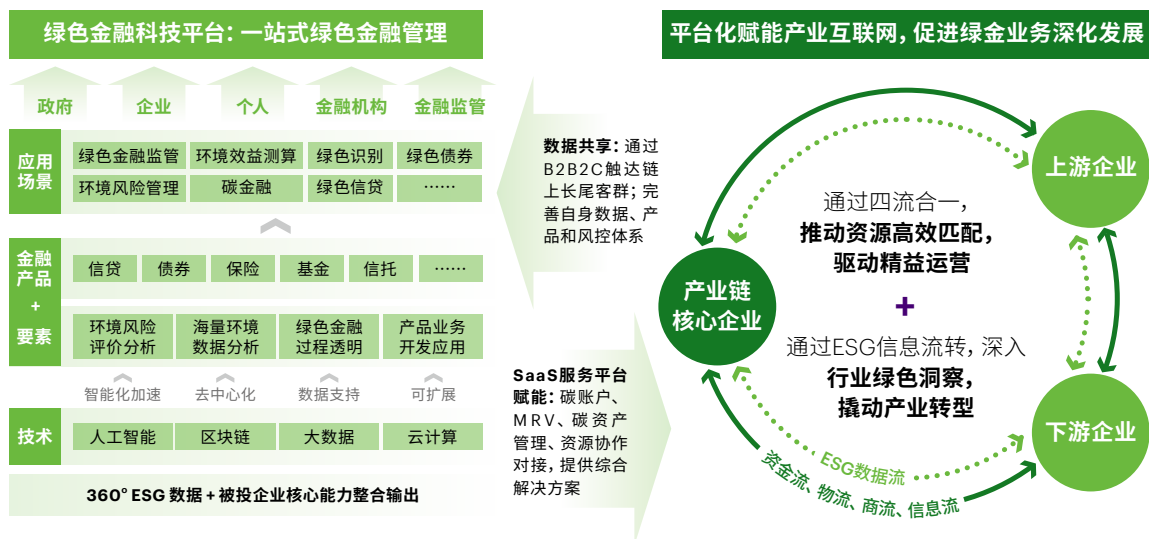 绿色金融科技平台：一站式绿色金融管理
政府
企业
个人
金融机构
金融监管
应用
场景
绿色金融监管
环境效益测算
绿色识别
绿色债券
环境风险管理
碳金融
绿色信贷
……
金融
产品
+
要素
信贷
债券
保险
基金
信托
……
环境风险
评价分析
海量环境
数据分析
绿色金融
过程透明
产品业务
开发应用
智能化加速
去中心化
数据支持
可扩展
技术
人工智能
区块链
大数据
云计算
360° ESG 数据 + 被投企业核心能力整合输出
数据共享：通过
B2B2C触达链
上长尾客群；完
善自身数据、产
品和风控体系
SaaS服务平台
赋能：碳账户、
MRV、碳资产
管理、资源协作
对接，提供综合
解决方案
平台化赋能产业互联网，促进绿金业务深化发展
上游企业
产业链
核心企业
下游企业
通过四流合一，
推动资源高效匹配，
驱动精益运营
+
通过ESG信息流转，深入
行业绿色洞察，
撬动产业转型
ESG数据流
资金流、物流、商流、信息流